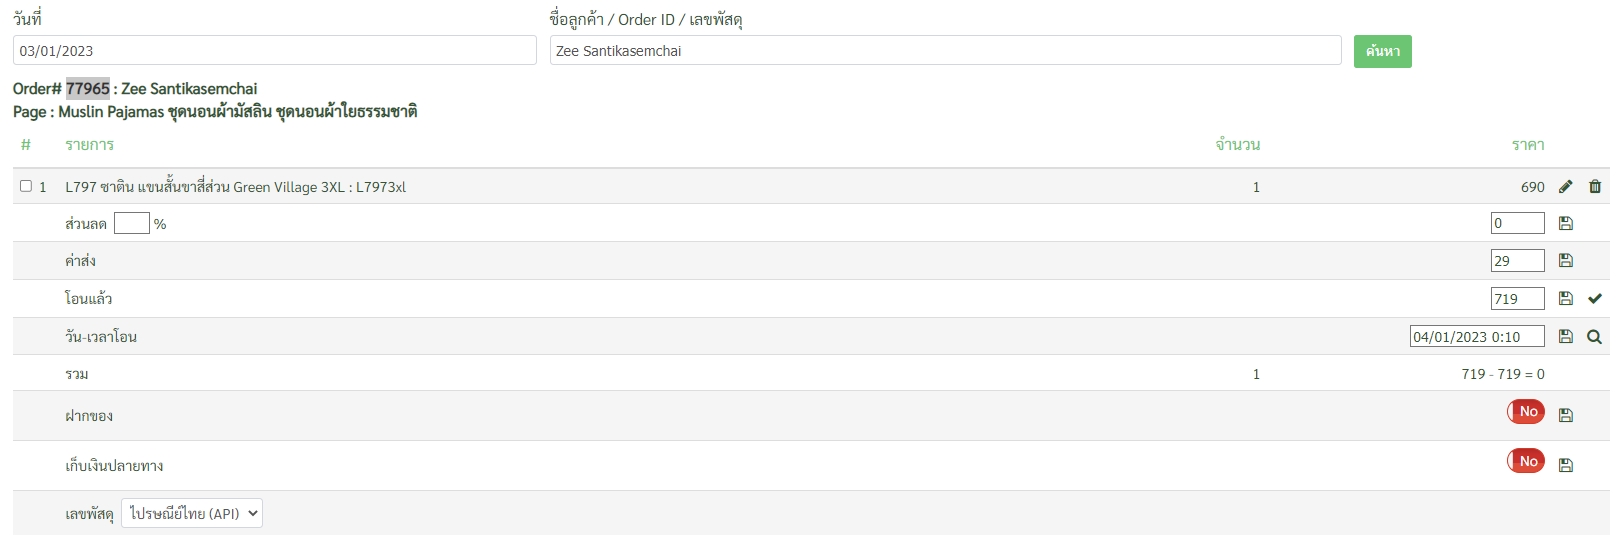 วันที่ ชื่อลูกค้า / Order ID / เลขพัสดุ
03/01/2023 Zee Santikasemchai ค้นหา
Order# 77965 : Zee Santikasemchai
Page : Muslin Pajamas ชุดนอนผ้ามัสลิน ชุดนอนผ้าใยธรรมชาติ
# รายการ จำนวน ราคา
1 L797 ซาติน แขนสั้นขาสี่ส่วน Green Village 3XL : L7973xl 1 690
ส่วนลด % 0
ค่าส่ง 29
โอนแล้ว 719
วัน-เวลาโอน 04/01/2023 0:10
รวม 1 719 - 719 = 0
ฝากของ No
เก็บเงินปลายทาง No
เลขพัสดุ ไปรษณีย์ไทย (API)